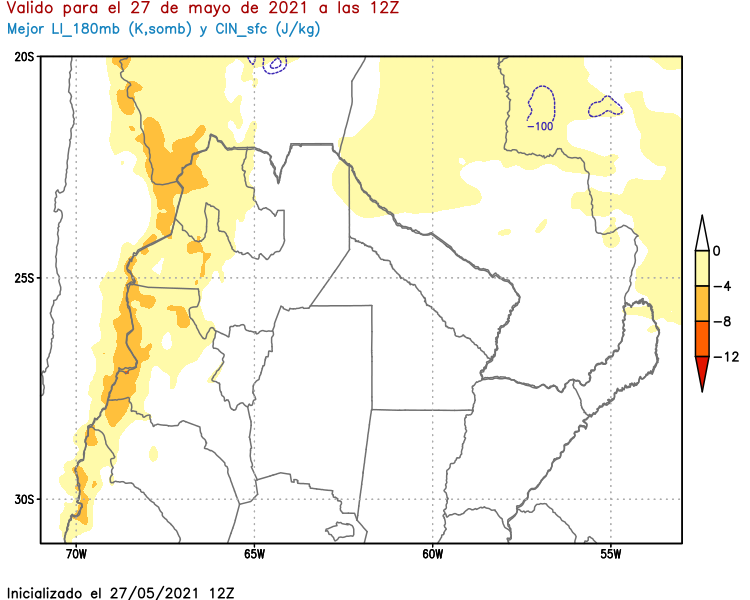 Valido para el 27 de mayo de 2021 a las 12Z
Mejor LI_180mb (K,somb) y CIN_sfc (J/kg)
20S
-100
25S
30S
70W 65W 60W 55W
0
-4
-8
-12
Inicializado el 27/05/2021 12Z